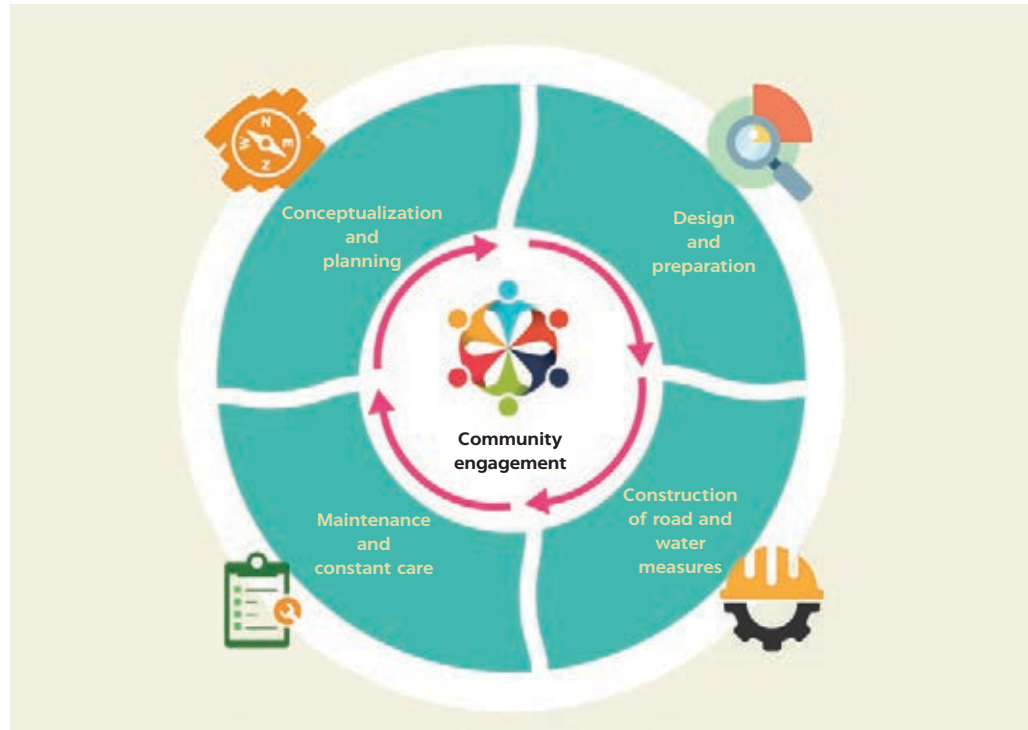 N
E
Z
W
Conceptualization
and
planning
Design
and
preparation
Community
engagement
Maintenance
and
constant care
Construction
of road and
water
measures